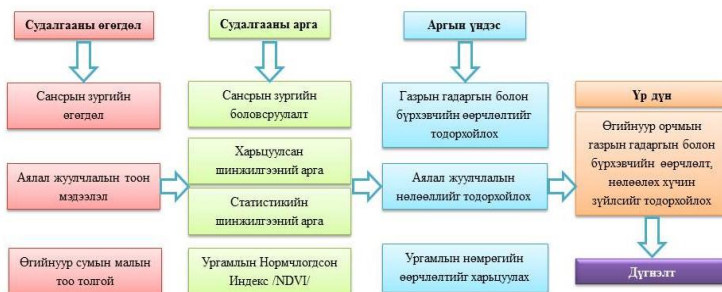 Судалгааны өгөгдөл
Сансрын зургийн
өгөгдөл
Аялал жуулчлалын тоон
мэдээлэл
Өгийнуур сумын малын
тоо толгой
Судалгааны арга
Сансрын зургийн
боловсруулалт
Харьцуулсан
шинжилгээний арга
Статистикийн
шинжилгээний арга
Ургамлын Нормчлогдсон
Индекс /NDVI/
Аргын үндэс
Газрын гадаргын болон
бүрхэвчийн өөрчлөлтийг
тодорхойлох
Аялал жуулчлалын
нөлөөллийг тодорхойлох
Ургамлын нөмрөгийн
өөрчлөлтийг харьцуулах
Үр дүн
Өгийнуур орчмын
газрын гадаргын болон
бүрхэвчийн өөрчлөлт,
нөлөөлөх хүчин
зүйлсийг тодорхойлох
Дүгнэлт